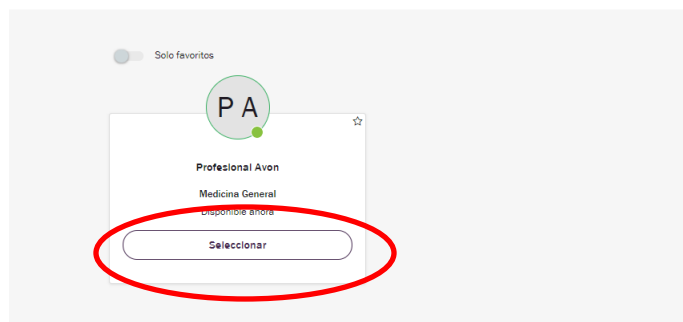 Solo favoritos
P A
Profesional Avon
Medicina General
Disponible ahora
Seleccionar